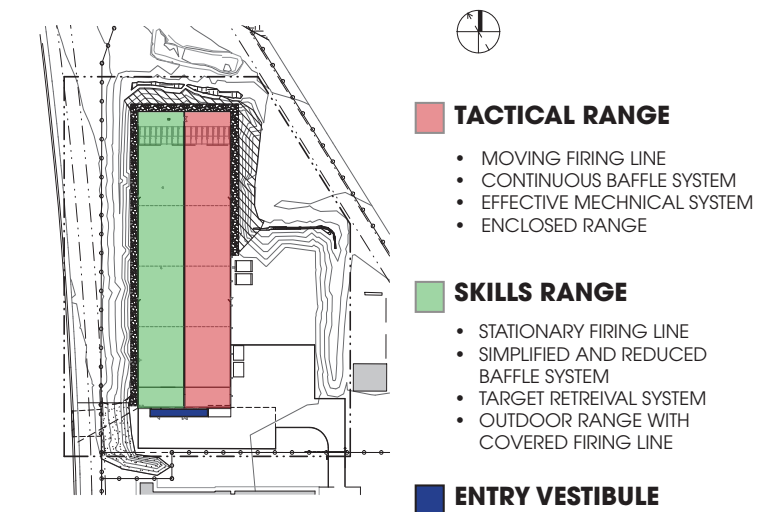 TACTICAL RANGE
• MOVING FIRING LINE
• CONTINUOUS BAFFLE SYSTEM
• EFFECTIVE MECHNICAL SYSTEM
• ENCLOSED RANGE
SKILLS RANGE
• STATIONARY FIRING LINE
• SIMPLIFIED AND REDUCED
BAFFLE SYSTEM
• TARGET RETREIVAL SYSTEM
• OUTDOOR RANGE WITH
COVERED FIRING LINE
ENTRY VESTIBULE